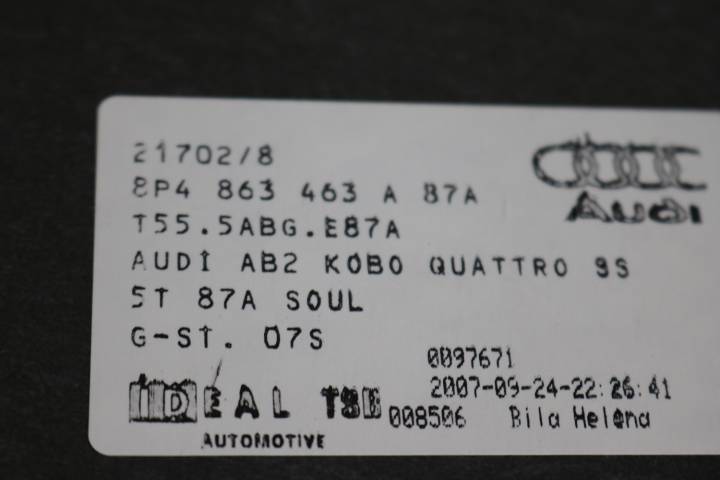 21702/8
8P4 863 463 A 87A
T55.5ABG.E87A
AUDI AB2 KOBO QUATTRO 9S
5T 87A SOUL
G-ST. 07S
AUDI
0097671
2007-09-24-22:26:41
IDEAL TSE 008506 Bila Helena
AUTOMOTIVE